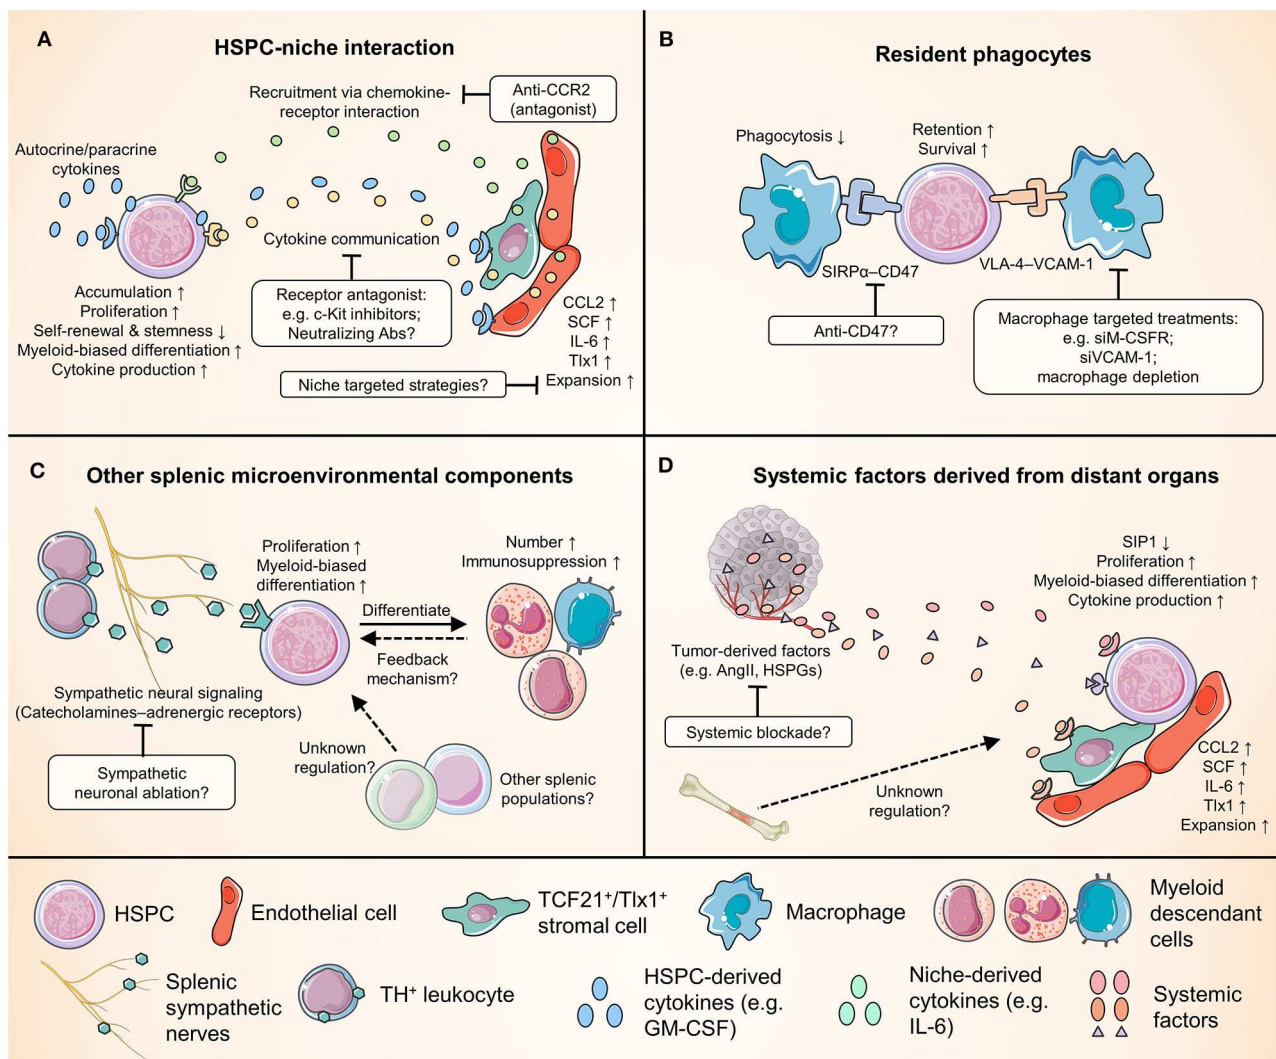 A
HSPC-niche interaction
Recruitment via chemokine-
receptor interaction
Anti-CCR2
(antagonist)
Autocrine/paracrine
cytokines
Cytokine communication
Accumulation ↑
Proliferation ↑
Self-renewal & stemness ↓
Myeloid-biased differentiation ↑
Cytokine production ↑
Receptor antagonist:
e.g. c-Kit inhibitors;
Neutralizing Abs?
CCL2 ↑
SCF ↑
IL-6 ↑
Tlx1 ↑
Expansion ↑
Niche targeted strategies?
B
Resident phagocytes
Phagocytosis ↓
Retention ↑
Survival ↑
SIRPα–CD47
VLA-4–VCAM-1
Anti-CD47?
Macrophage targeted treatments:
e.g. siM-CSFR;
siVCAM-1;
macrophage depletion
C
Other splenic microenvironmental components
Proliferation ↑
Myeloid-biased
differentiation ↑
Number ↑
Immunosuppression ↑
Differentiate
Feedback
mechanism?
Sympathetic neural signaling
(Catecholamines–adrenergic receptors)
Sympathetic
neuronal ablation?
Unknown
regulation?
Other splenic
populations?
D
Systemic factors derived from distant organs
SIP1 ↓
Proliferation ↑
Myeloid-biased differentiation ↑
Cytokine production ↑
Tumor-derived factors
(e.g. AngII, HSPGs)
Systemic blockade?
Unknown
regulation?
CCL2 ↑
SCF ↑
IL-6 ↑
Tlx1 ↑
Expansion ↑
HSPC
Endothelial cell
TCF21⁺/Tlx1⁺
stromal cell
Macrophage
Myeloid
descendant
cells
Splenic
sympathetic
nerves
TH⁺ leukocyte
HSPC-derived
cytokines (e.g.
GM-CSF)
Niche-derived
cytokines (e.g.
IL-6)
Systemic
factors